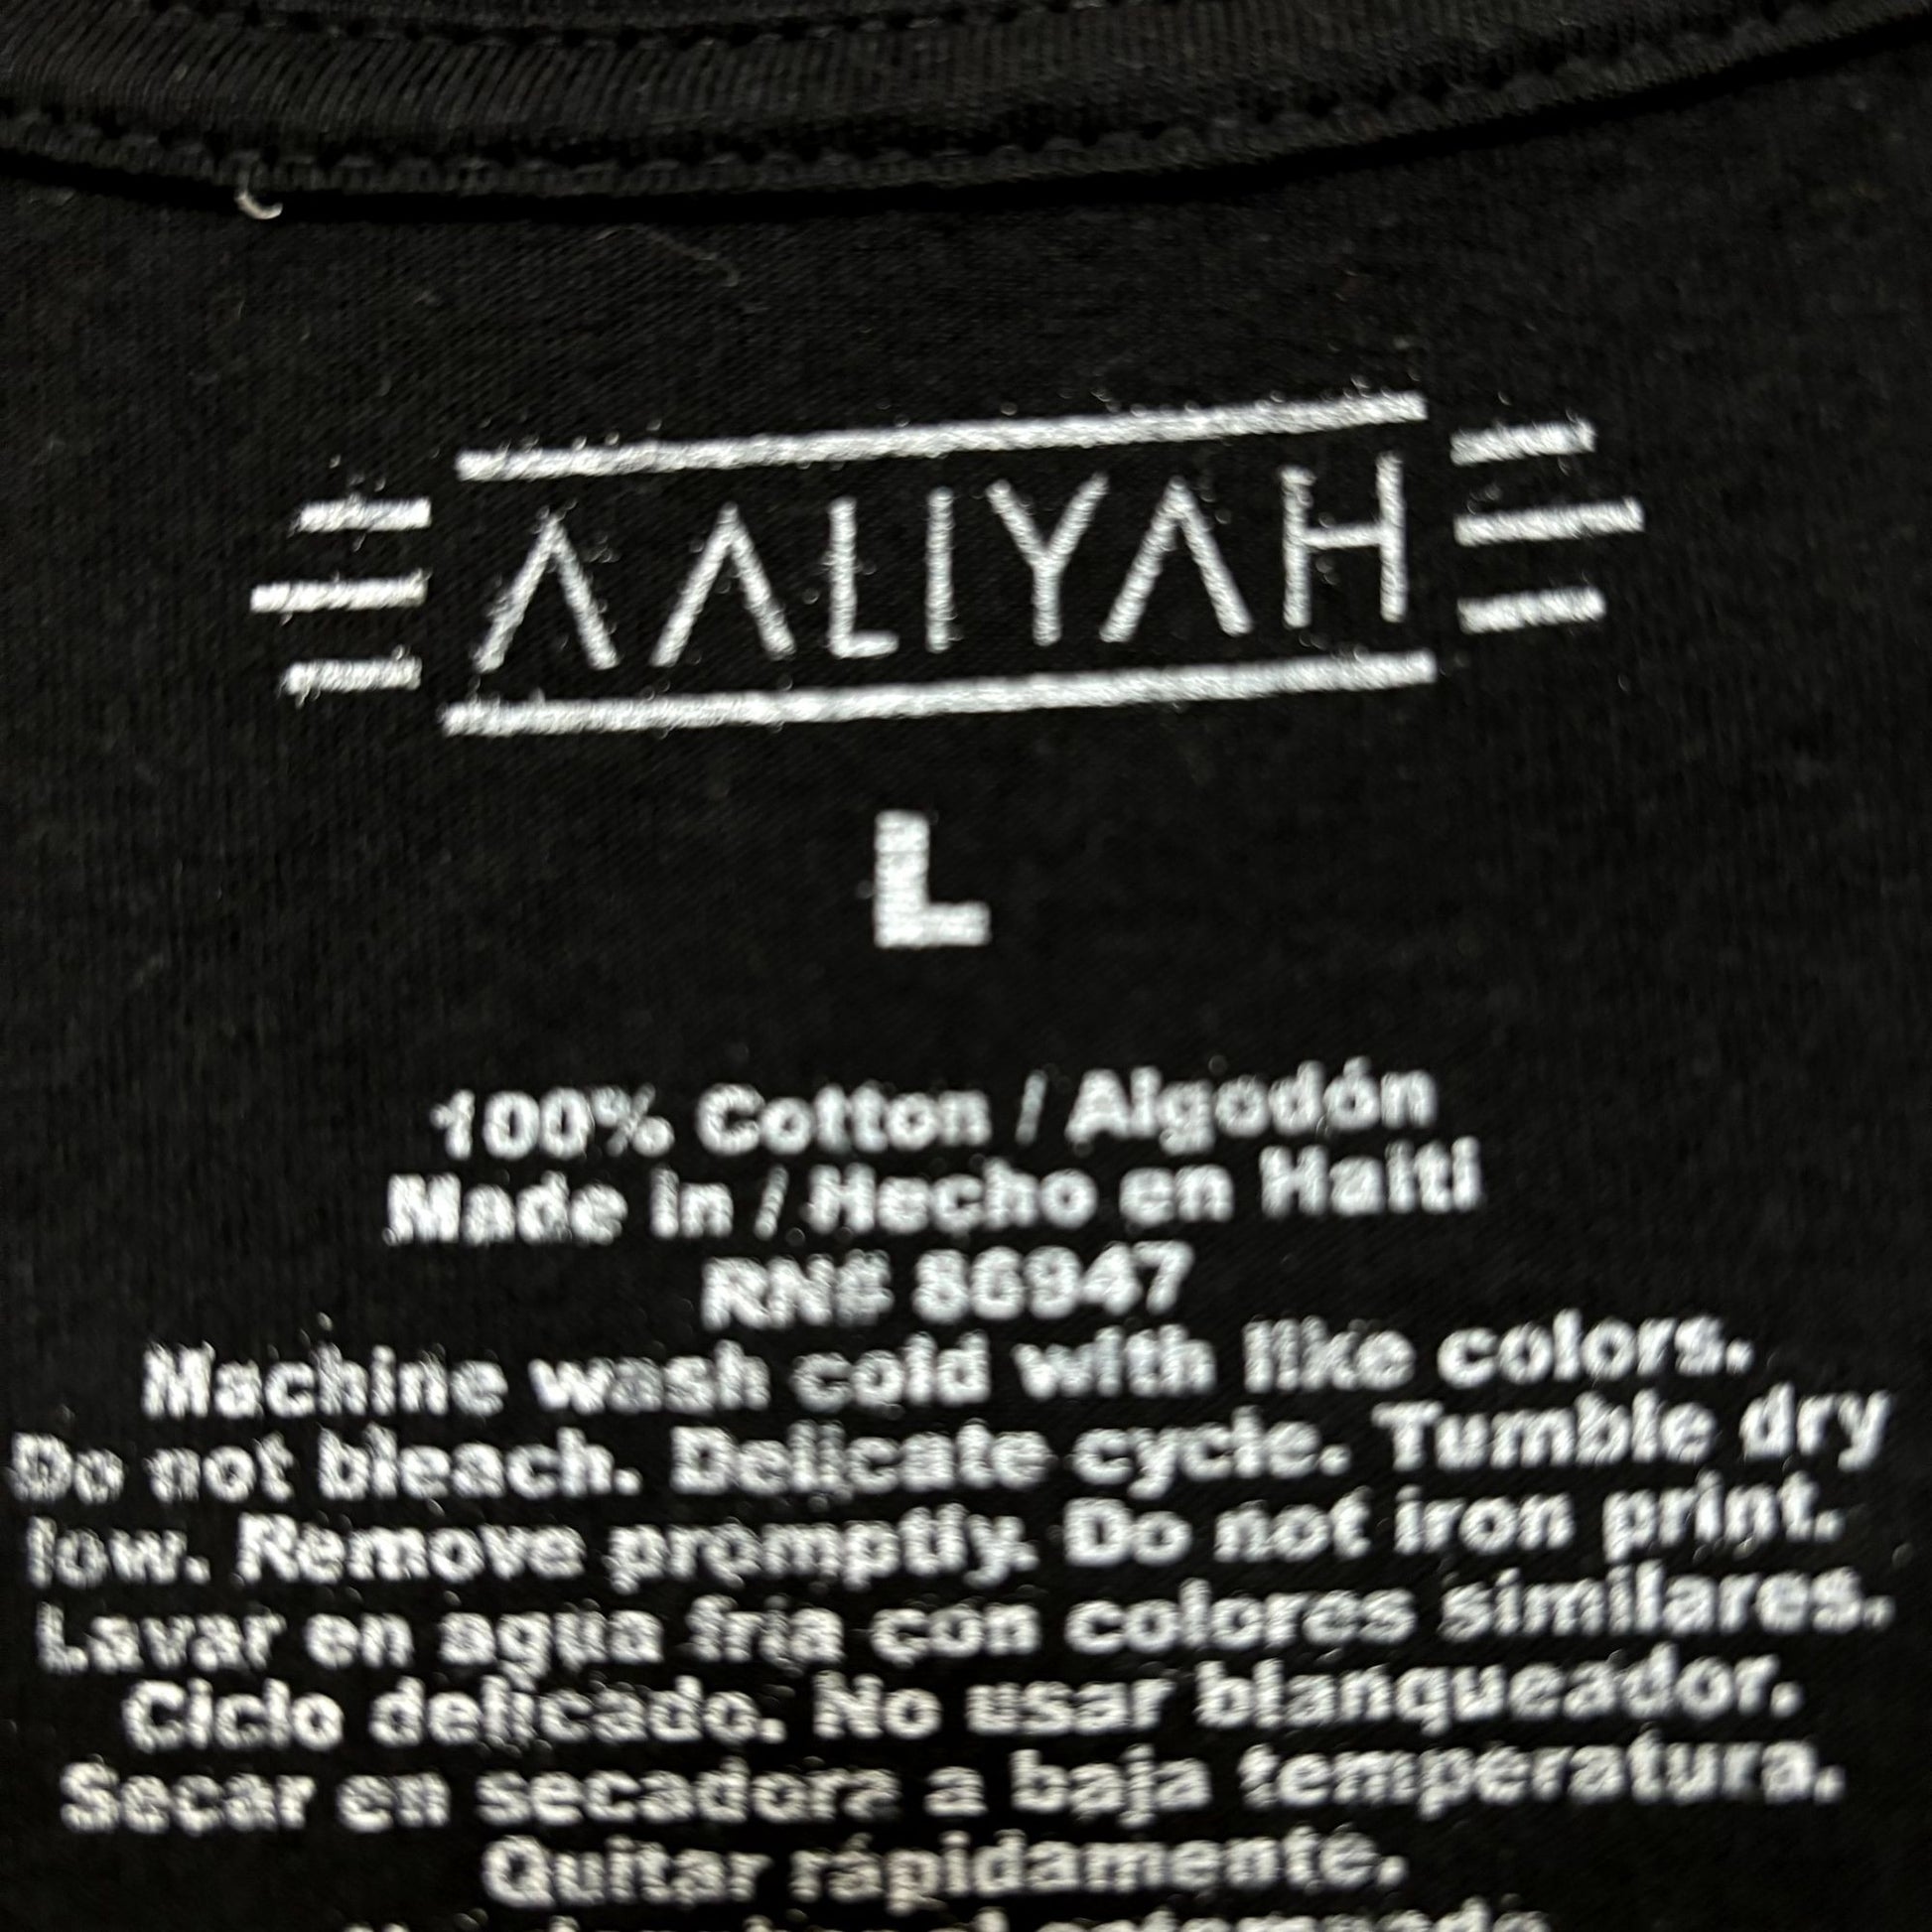 AALIYAH
L
100% Cotton / Algodón
Made in / Hecho en Haiti
RN# 86947
Machine wash cold with like colors.
Do not bleach. Delicate cycle. Tumble dry
low. Remove promptly. Do not iron print.
Lavar en agua fria con colores similares.
Ciclo delicado. No usar blanqueador.
Secar en secadora a baja temperatura.
Quitar rápidamente.